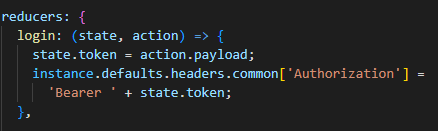 reducers: {
login: (state, action) => {
state.token = action.payload;
instance.defaults.headers.common['Authorization'] =
'Bearer ' + state.token;
},